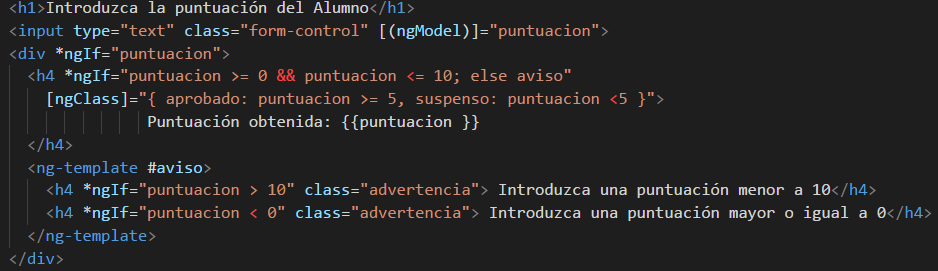 <h1>Introduzca la puntuación del Alumno</h1>
<input type="text" class="form-control" [(ngModel)]="puntuacion">
<div *ngIf="puntuacion">
  <h4 *ngIf="puntuacion >= 0 && puntuacion <= 10; else aviso"
    [ngClass]="{ aprobado: puntuacion >= 5, suspenso: puntuacion <5 }">
               Puntuación obtenida: {{puntuacion }}
  </h4>
  <ng-template #aviso>
    <h4 *ngIf="puntuacion > 10" class="advertencia"> Introduzca una puntuación menor a 10</h4>
    <h4 *ngIf="puntuacion < 0" class="advertencia"> Introduzca una puntuación mayor o igual a 0</h4>
  </ng-template>
</div>